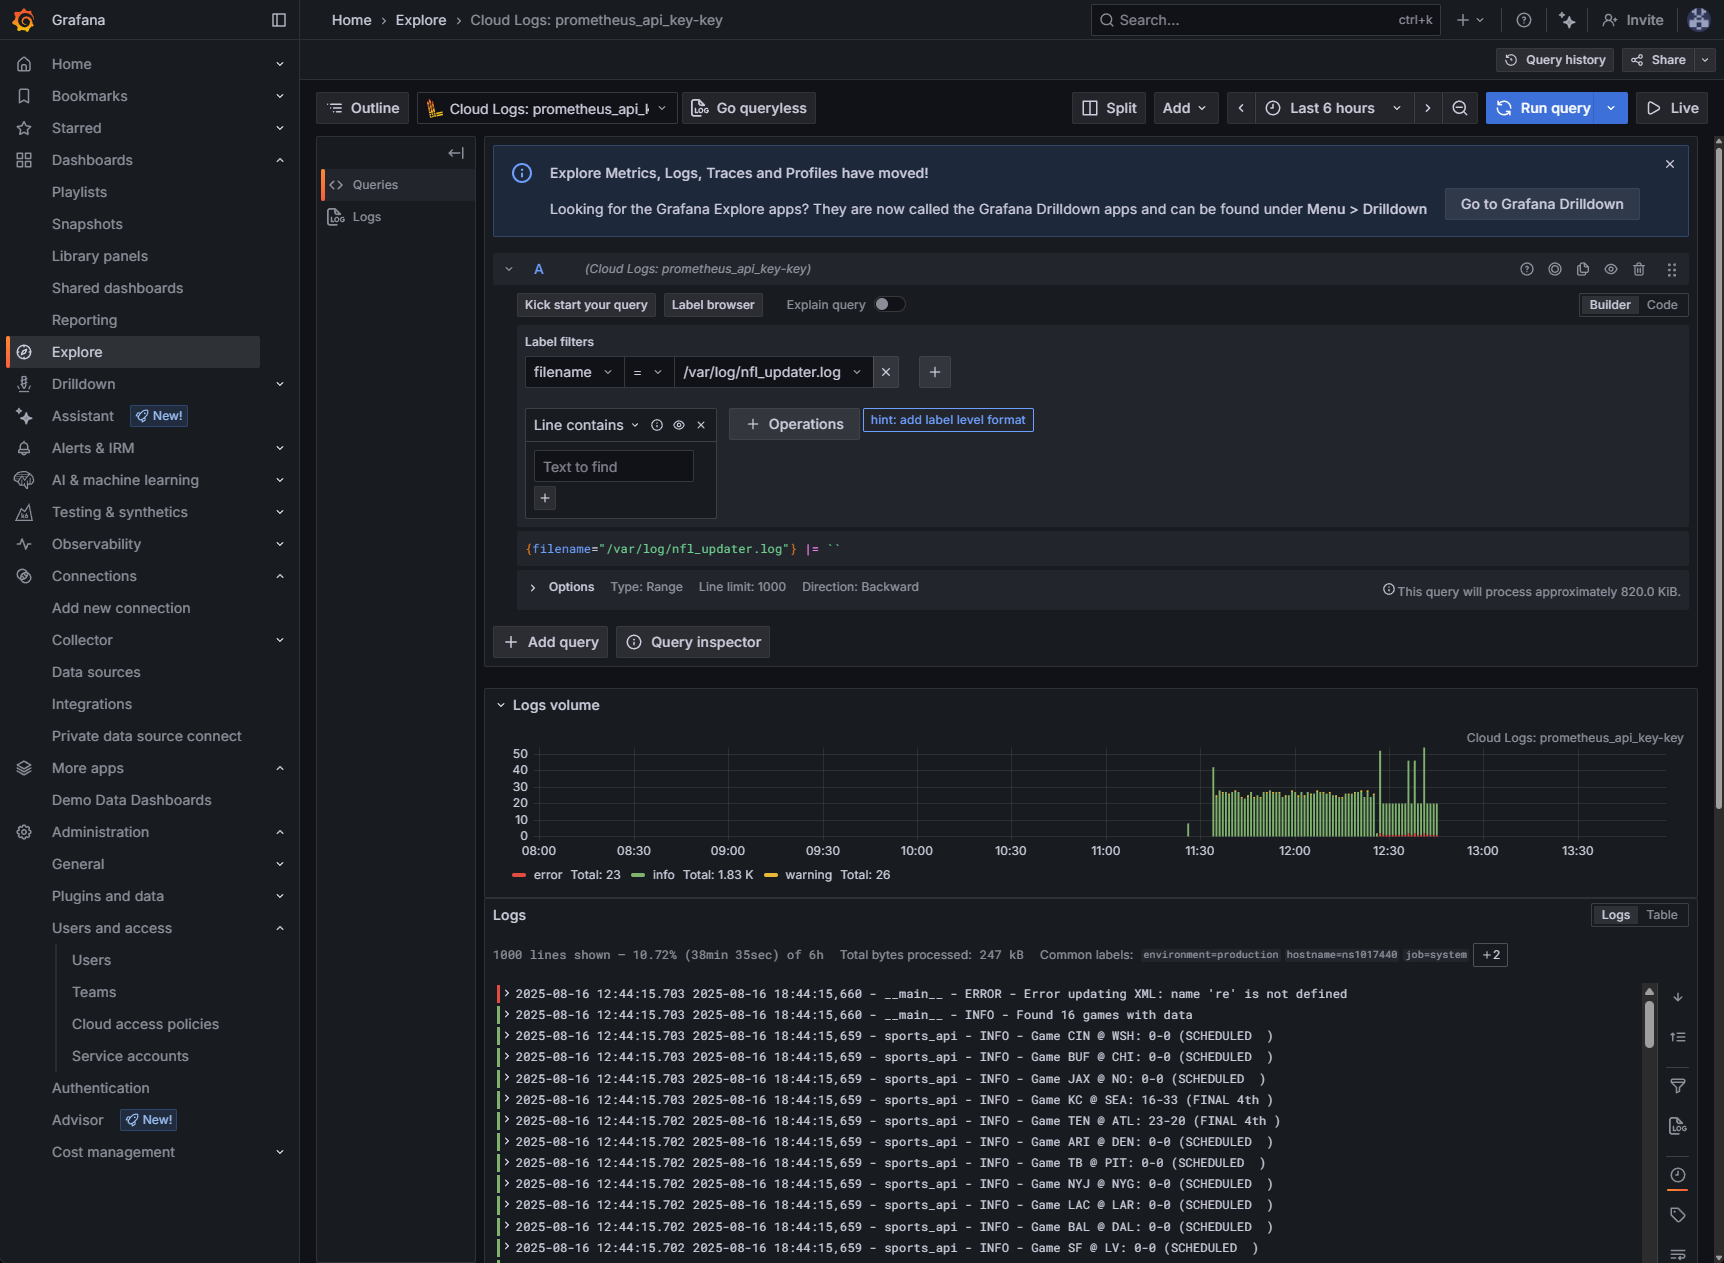 Grafana
Home › Explore › Cloud Logs: prometheus_api_key-key
Search...
ctrl+k
Invite
Query history
Share
Home
Bookmarks
Starred
Dashboards
Playlists
Snapshots
Library panels
Shared dashboards
Reporting
Explore
Drilldown
Assistant
New!
Alerts & IRM
AI & machine learning
Testing & synthetics
Observability
Connections
Add new connection
Collector
Data sources
Integrations
Private data source connect
More apps
Demo Data Dashboards
Administration
General
Plugins and data
Users and access
Users
Teams
Cloud access policies
Service accounts
Authentication
Advisor
New!
Cost management
Outline
Cloud Logs: prometheus_api_k
Go queryless
Split
Add
Last 6 hours
Run query
Live
Queries
Logs
Explore Metrics, Logs, Traces and Profiles have moved!
Looking for the Grafana Explore apps? They are now called the Grafana Drilldown apps and can be found under Menu > Drilldown
Go to Grafana Drilldown
A
(Cloud Logs: prometheus_api_key-key)
Kick start your query
Label browser
Explain query
Builder
Code
Label filters
filename
=
/var/log/nfl_updater.log
Line contains
Text to find
Operations
hint: add label level format
{filename="/var/log/nfl_updater.log"} |= ``
Options
Type: Range
Line limit: 1000
Direction: Backward
This query will process approximately 820.0 KiB.
Add query
Query inspector
Logs volume
Cloud Logs: prometheus_api_key-key
50
40
30
20
10
0
08:00 08:30 09:00 09:30 10:00 10:30 11:00 11:30 12:00 12:30 13:00 13:30
error Total: 23 info Total: 1.83 K warning Total: 26
Logs
Logs
Table
1000 lines shown — 10.72% (38min 35sec) of 6h Total bytes processed: 247 kB Common labels: environment=production hostname=ns1017440 job=system +2
2025-08-16 12:44:15.703 2025-08-16 18:44:15,660 - __main__ - ERROR - Error updating XML: name 're' is not defined
2025-08-16 12:44:15.703 2025-08-16 18:44:15,660 - __main__ - INFO - Found 16 games with data
2025-08-16 12:44:15.703 2025-08-16 18:44:15,659 - sports_api - INFO - Game CIN @ WSH: 0-0 (SCHEDULED  )
2025-08-16 12:44:15.703 2025-08-16 18:44:15,659 - sports_api - INFO - Game BUF @ CHI: 0-0 (SCHEDULED  )
2025-08-16 12:44:15.703 2025-08-16 18:44:15,659 - sports_api - INFO - Game JAX @ NO: 0-0 (SCHEDULED  )
2025-08-16 12:44:15.703 2025-08-16 18:44:15,659 - sports_api - INFO - Game KC @ SEA: 16-33 (FINAL 4th )
2025-08-16 12:44:15.702 2025-08-16 18:44:15,659 - sports_api - INFO - Game TEN @ ATL: 23-20 (FINAL 4th )
2025-08-16 12:44:15.702 2025-08-16 18:44:15,659 - sports_api - INFO - Game ARI @ DEN: 0-0 (SCHEDULED  )
2025-08-16 12:44:15.702 2025-08-16 18:44:15,659 - sports_api - INFO - Game TB @ PIT: 0-0 (SCHEDULED  )
2025-08-16 12:44:15.702 2025-08-16 18:44:15,659 - sports_api - INFO - Game NYJ @ NYG: 0-0 (SCHEDULED  )
2025-08-16 12:44:15.702 2025-08-16 18:44:15,659 - sports_api - INFO - Game LAC @ LAR: 0-0 (SCHEDULED  )
2025-08-16 12:44:15.702 2025-08-16 18:44:15,659 - sports_api - INFO - Game BAL @ DAL: 0-0 (SCHEDULED  )
2025-08-16 12:44:15.702 2025-08-16 18:44:15,659 - sports_api - INFO - Game SF @ LV: 0-0 (SCHEDULED  )